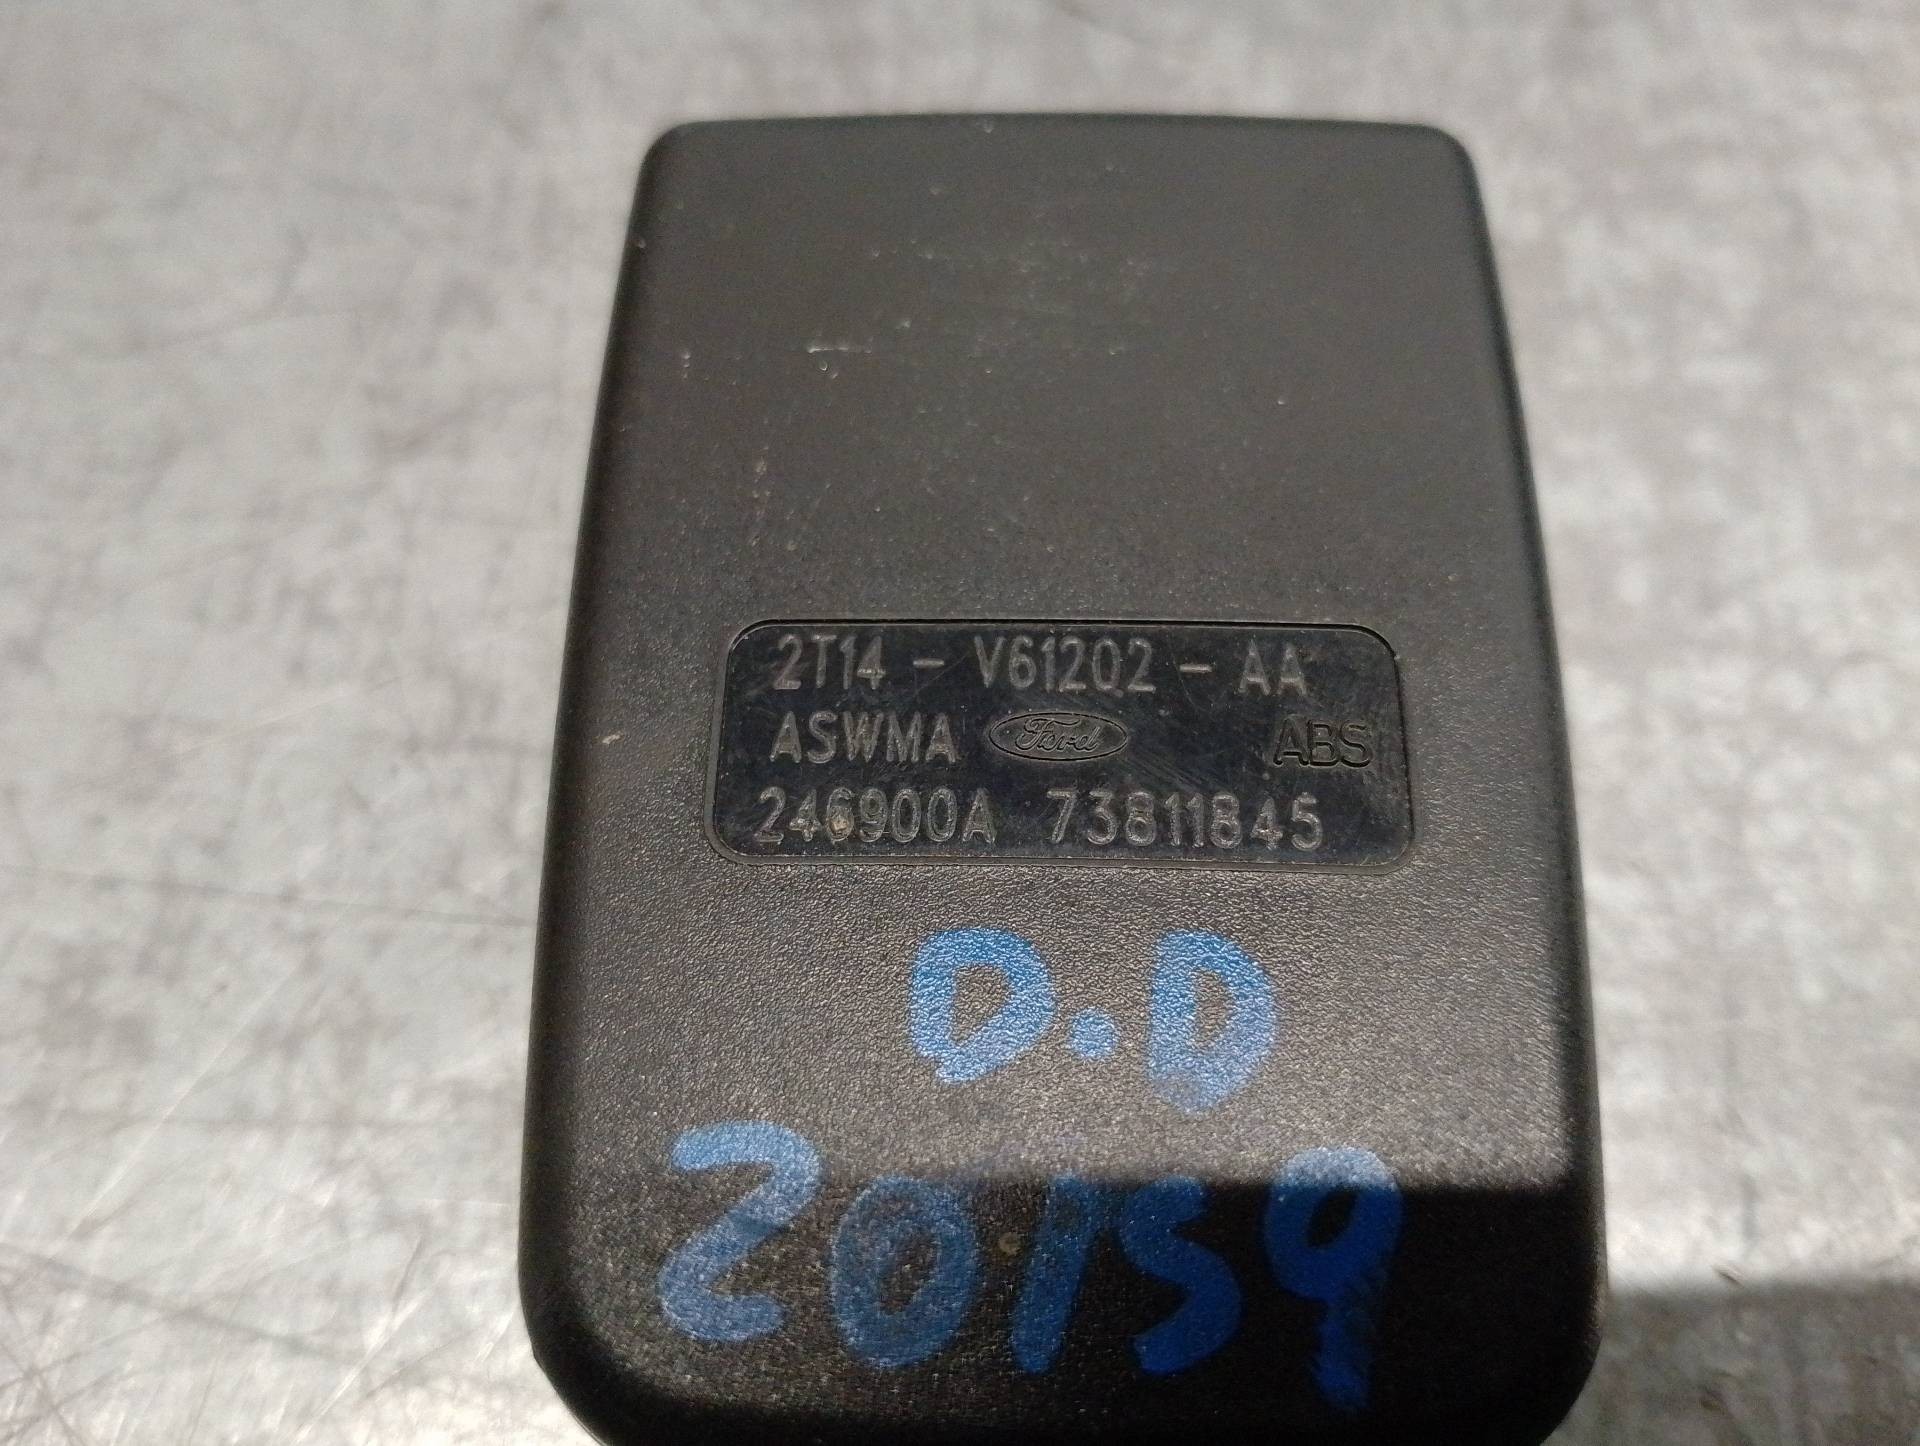 2T14 - V61202 - AA
ASWMA Ford ABS
246900A 73811845
D.D
20159